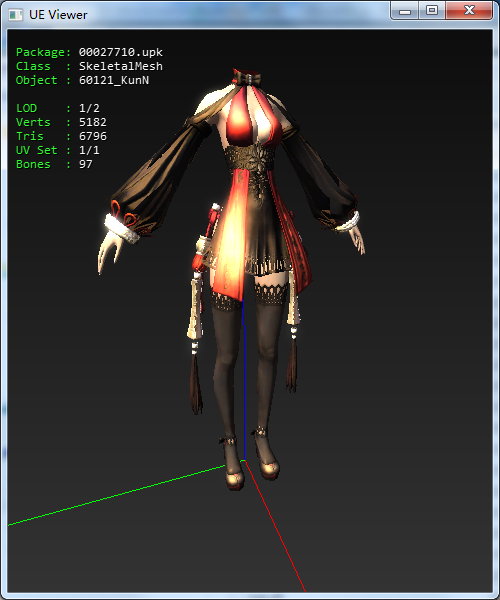 UE Viewer
Package: 00027710.upk
Class : SkeletalMesh
Object : 60121_KunN
LOD : 1/2
Verts : 5182
Tris : 6796
UV Set : 1/1
Bones : 97